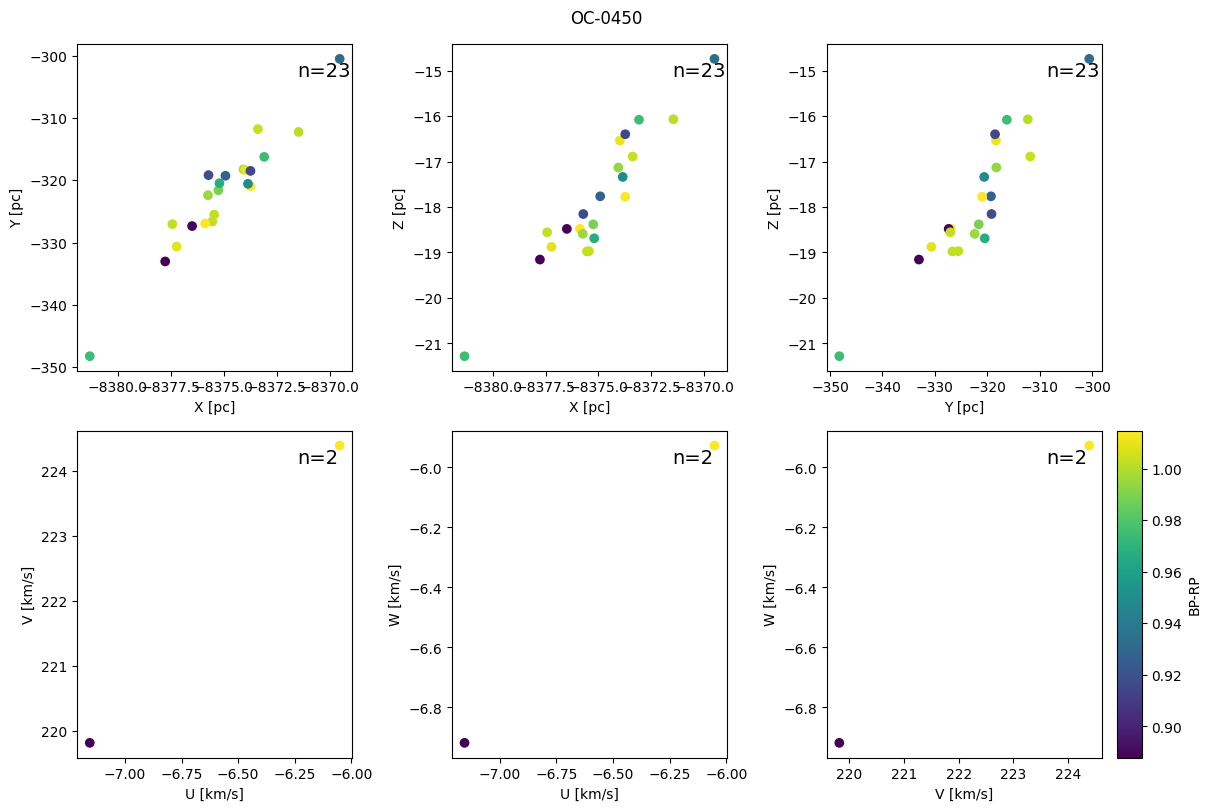 OC-0450
−300
−310
−320
−330
−340
−350
Y [pc]
n=23
−8380.0 −8377.5 −8375.0 −8372.5 −8370.0
X [pc]
−15
−16
−17
−18
−19
−20
−21
Z [pc]
n=23
−8380.0 −8377.5 −8375.0 −8372.5 −8370.0
X [pc]
−15
−16
−17
−18
−19
−20
−21
Z [pc]
n=23
−350 −340 −330 −320 −310 −300
Y [pc]
224
223
222
221
220
V [km/s]
n=2
−7.00 −6.75 −6.50 −6.25 −6.00
U [km/s]
−6.0
−6.2
−6.4
−6.6
−6.8
W [km/s]
n=2
−7.00 −6.75 −6.50 −6.25 −6.00
U [km/s]
−6.0
−6.2
−6.4
−6.6
−6.8
W [km/s]
n=2
220 221 222 223 224
V [km/s]
1.00
0.98
0.96
0.94
0.92
0.90
BP-RP